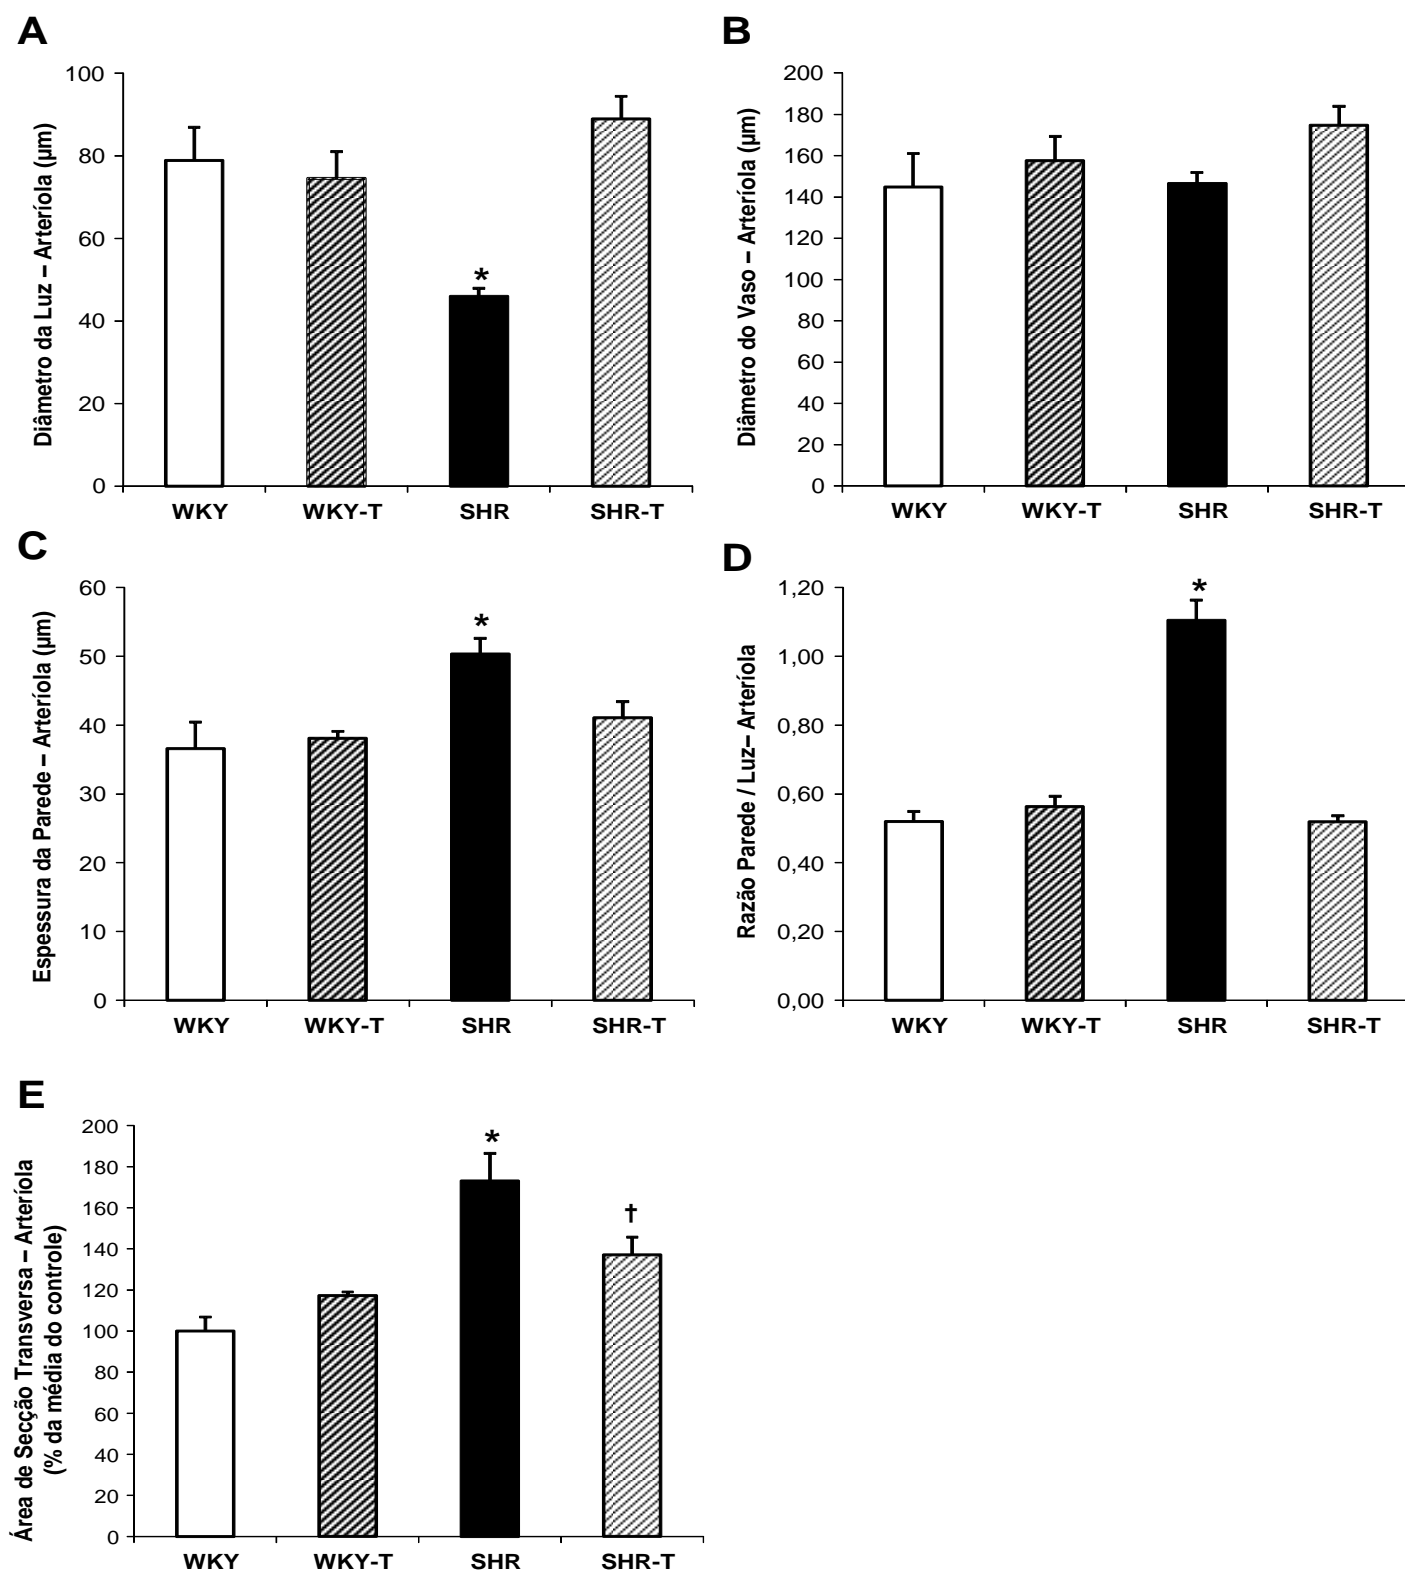 A
Diâmetro da Luz – Arteríola (µm)
100
80
60
40
20
0
*
WKY WKY-T SHR SHR-T
B
Diâmetro do Vaso – Arteríola (µm)
200
180
160
140
120
100
80
60
40
20
0
WKY WKY-T SHR SHR-T
C
Espessura da Parede – Arteríola (µm)
60
50
40
30
20
10
0
*
WKY WKY-T SHR SHR-T
D
Razão Parede / Luz– Arteríola
1,20
1,00
0,80
0,60
0,40
0,20
0,00
*
WKY WKY-T SHR SHR-T
E
Área de Secção Transversa – Arteríola
(% da média do controle)
200
180
160
140
120
100
80
60
40
20
0
*
†
WKY WKY-T SHR SHR-T